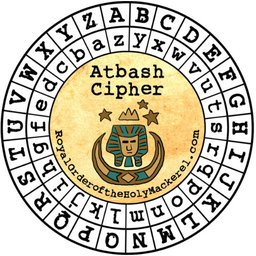 ABCDEFGHIJKLMNOPQRSTUVWXYZ
zyxwvutsrqponmlkjihgfedcba
Atbash
Cipher
RoyalOrderoftheHolyMackerel.com